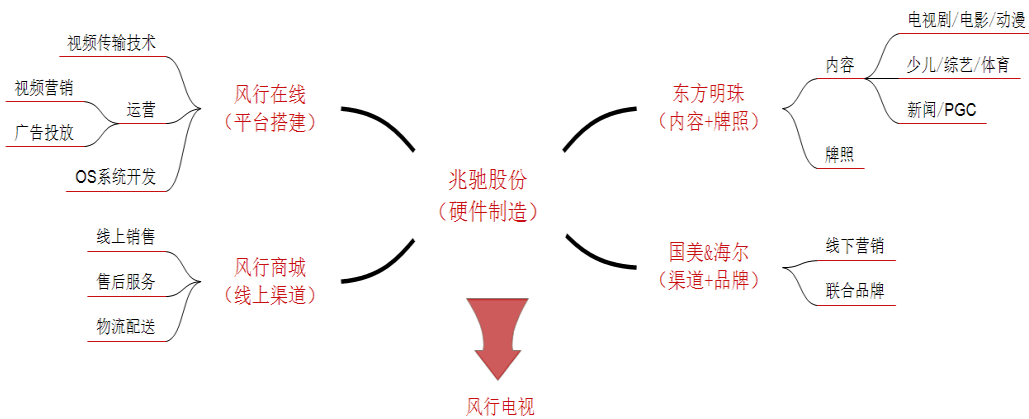 视频传输技术
视频营销
运营
广告投放
OS系统开发
风行在线
（平台搭建）
线上销售
售后服务
物流配送
风行商城
（线上渠道）
兆驰股份
（硬件制造）
东方明珠
（内容+牌照）
内容
电视剧/电影/动漫
少儿/综艺/体育
新闻/PGC
牌照
国美&海尔
（渠道+品牌）
线下营销
联合品牌
风行电视